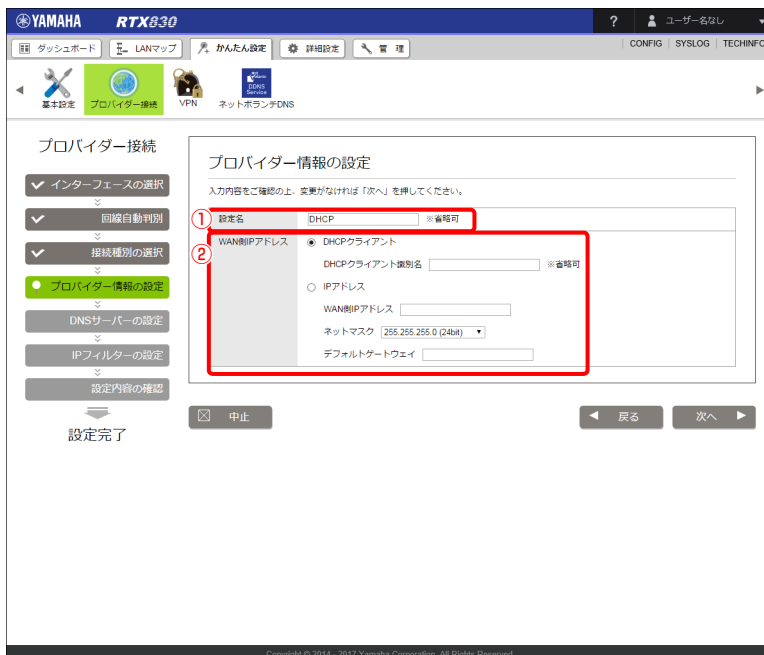 YAMAHA RTX830 ? ユーザー名なし
ダッシュボード LANマップ かんたん設定 詳細設定 管 理 CONFIG SYSLOG TECHINFO
基本設定 プロバイダー接続 VPN DDNS Service ネットボランチDNS
プロバイダー接続
インターフェースの選択
回線自動判別
接続種別の選択
プロバイダー情報の設定
DNSサーバーの設定
IPフィルターの設定
設定内容の確認
設定完了
プロバイダー情報の設定
入力内容をご確認の上、変更がなければ「次へ」を押してください。
① 設定名 DHCP ※省略可
② WAN側IPアドレス DHCPクライアント
DHCPクライアント識別名 ※省略可
IPアドレス
WAN側IPアドレス
ネットマスク 255.255.255.0 (24bit)
デフォルトゲートウェイ
中止 戻る 次へ
Copyright © 2014 - 2017 Yamaha Corporation. All Rights Reserved.